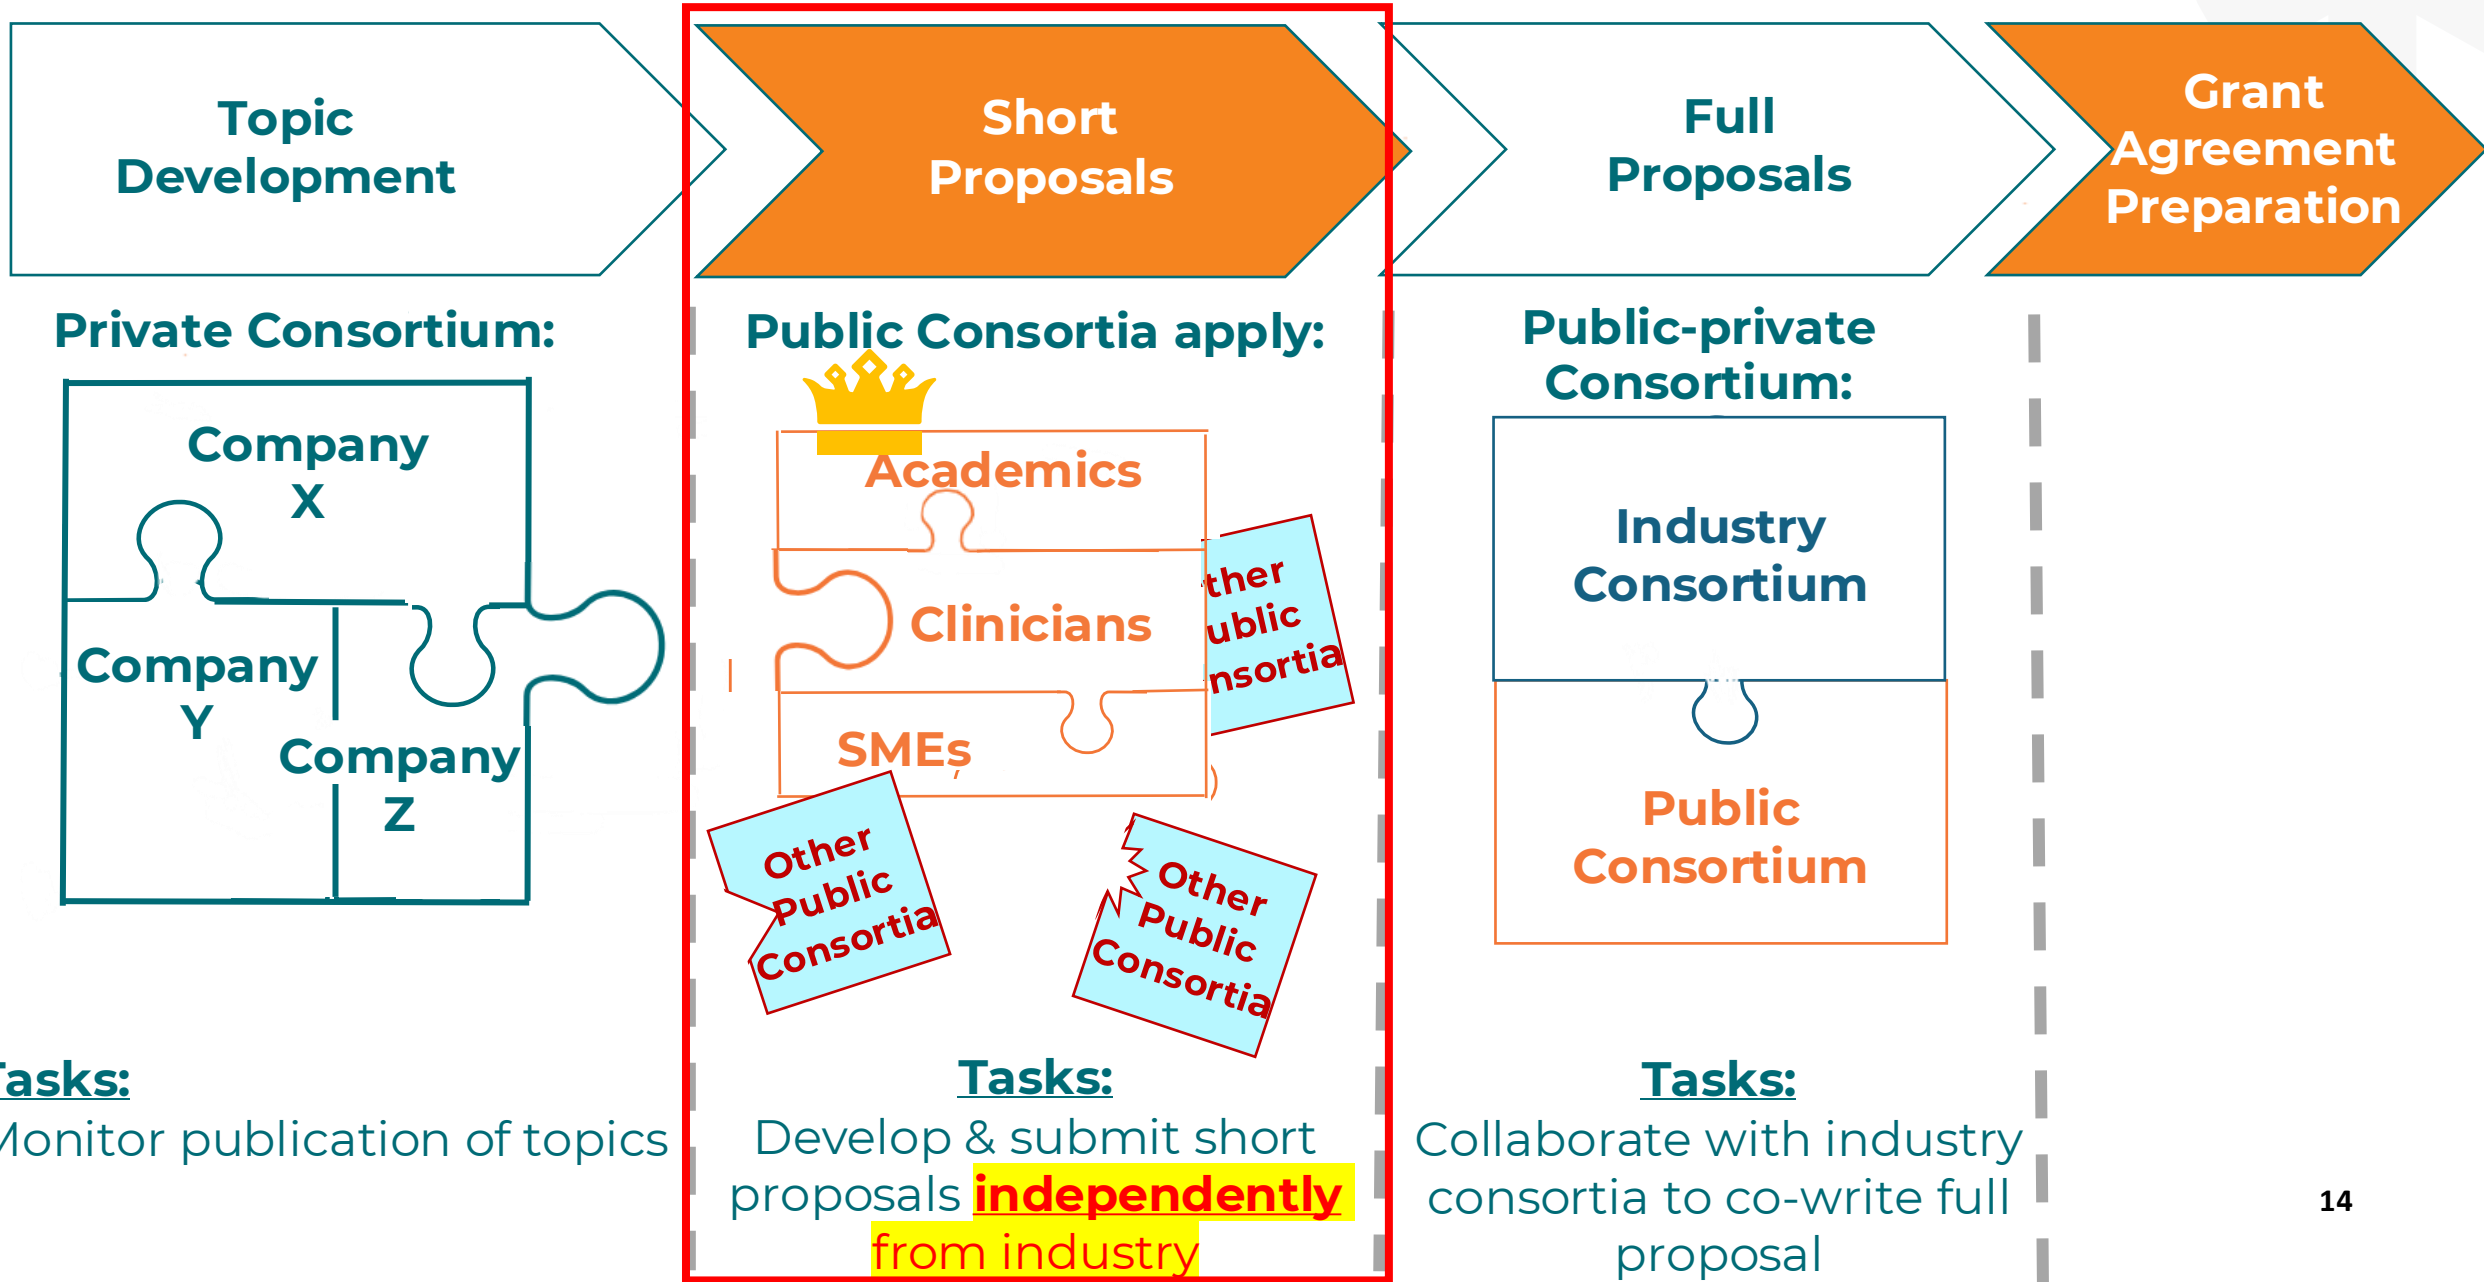 Topic
Development
Short
Proposals
Full
Proposals
Grant
Agreement
Preparation
Private Consortium:
Company
X
Company
Y
Company
Z
Tasks:
Monitor publication of topics
Public Consortia apply:
Academics
Clinicians
SMEs
ther
ublic
nsortia
Other
Public
Consortia
Other
Public
Consortia
Tasks:
Develop & submit short
proposals independently
from industry
Public-private
Consortium:
Industry
Consortium
Public
Consortium
Tasks:
Collaborate with industry
consortia to co-write full
proposal
14